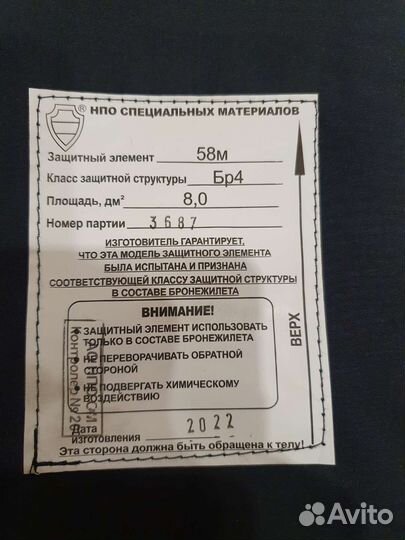 ® НПО СПЕЦИАЛЬНЫХ МАТЕРИАЛОВ
Защитный элемент 58м
Класс защитной структуры Бр4
Площадь, дм² 8,0
Номер партии 3687
ИЗГОТОВИТЕЛЬ ГАРАНТИРУЕТ,
ЧТО ЭТА МОДЕЛЬ ЗАЩИТНОГО ЭЛЕМЕНТА
БЫЛА ИСПЫТАНА И ПРИЗНАНА
СООТВЕТСТВУЮЩЕЙ КЛАССУ ЗАЩИТНОЙ СТРУКТУРЫ
В СОСТАВЕ БРОНЕЖИЛЕТА
ВЕРХ
ВНИМАНИЕ!
• ЗАЩИТНЫЙ ЭЛЕМЕНТ ИСПОЛЬЗОВАТЬ
ТОЛЬКО В СОСТАВЕ БРОНЕЖИЛЕТА
• НЕ ПЕРЕВОРАЧИВАТЬ ОБРАТНОЙ
СТОРОНОЙ
• НЕ ПОДВЕРГАТЬ ХИМИЧЕСКОМУ
ВОЗДЕЙСТВИЮ
Дата
изготовления 2022
Эта сторона должна быть обращена к телу!
Avito